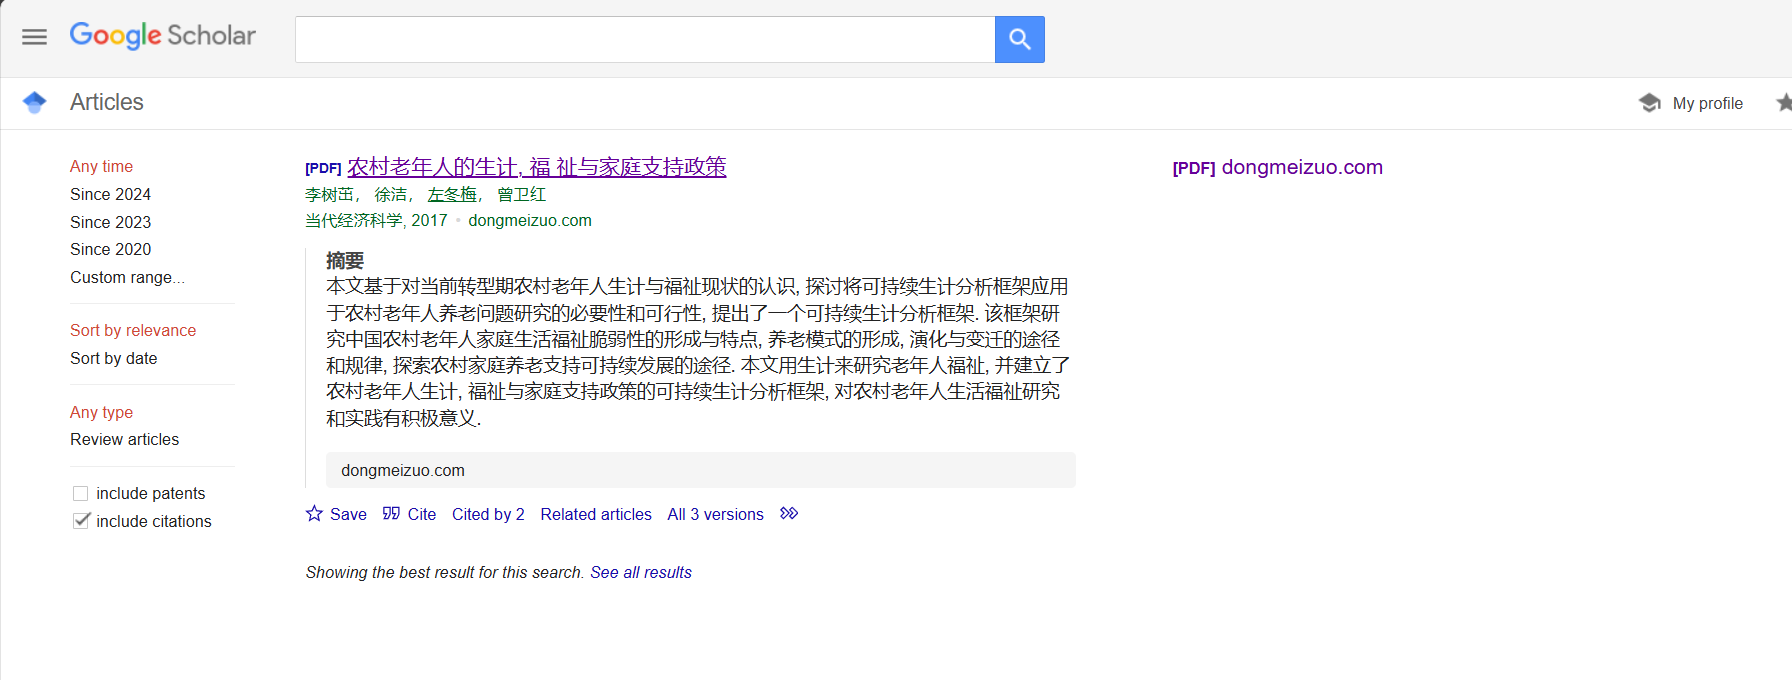 Google Scholar
Articles
My profile
Any time
Since 2024
Since 2023
Since 2020
Custom range...
Sort by relevance
Sort by date
Any type
Review articles
include patents
include citations
[PDF] 农村老年人的生计, 福 祉与家庭支持政策
李树茁， 徐洁， 左冬梅， 曾卫红
当代经济科学, 2017 • dongmeizuo.com
摘要
本文基于对当前转型期农村老年人生计与福祉现状的认识, 探讨将可持续生计分析框架应用
于农村老年人养老问题研究的必要性和可行性, 提出了一个可持续生计分析框架. 该框架研
究中国农村老年人家庭生活福祉脆弱性的形成与特点, 养老模式的形成, 演化与变迁的途径
和规律, 探索农村家庭养老支持可持续发展的途径. 本文用生计来研究老年人福祉, 并建立了
农村老年人生计, 福祉与家庭支持政策的可持续生计分析框架, 对农村老年人生活福祉研究
和实践有积极意义.
dongmeizuo.com
Save Cite Cited by 2 Related articles All 3 versions
Showing the best result for this search. See all results
[PDF] dongmeizuo.com